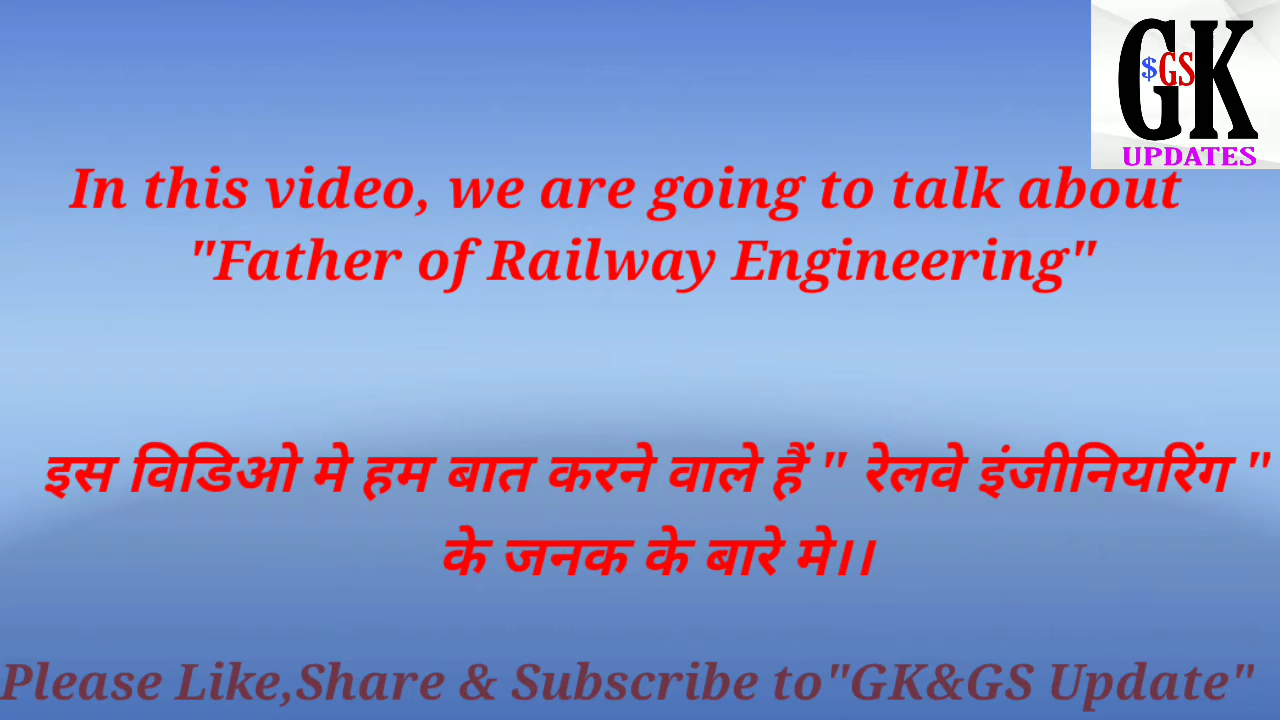 GK
$GS
UPDATES
In this video, we are going to talk about
"Father of Railway Engineering"
इस विडिओ मे हम बात करने वाले हैं " रेलवे इंजीनियरिंग "
के जनक के बारे मे।।
Please Like,Share & Subscribe to"GK&GS Update"